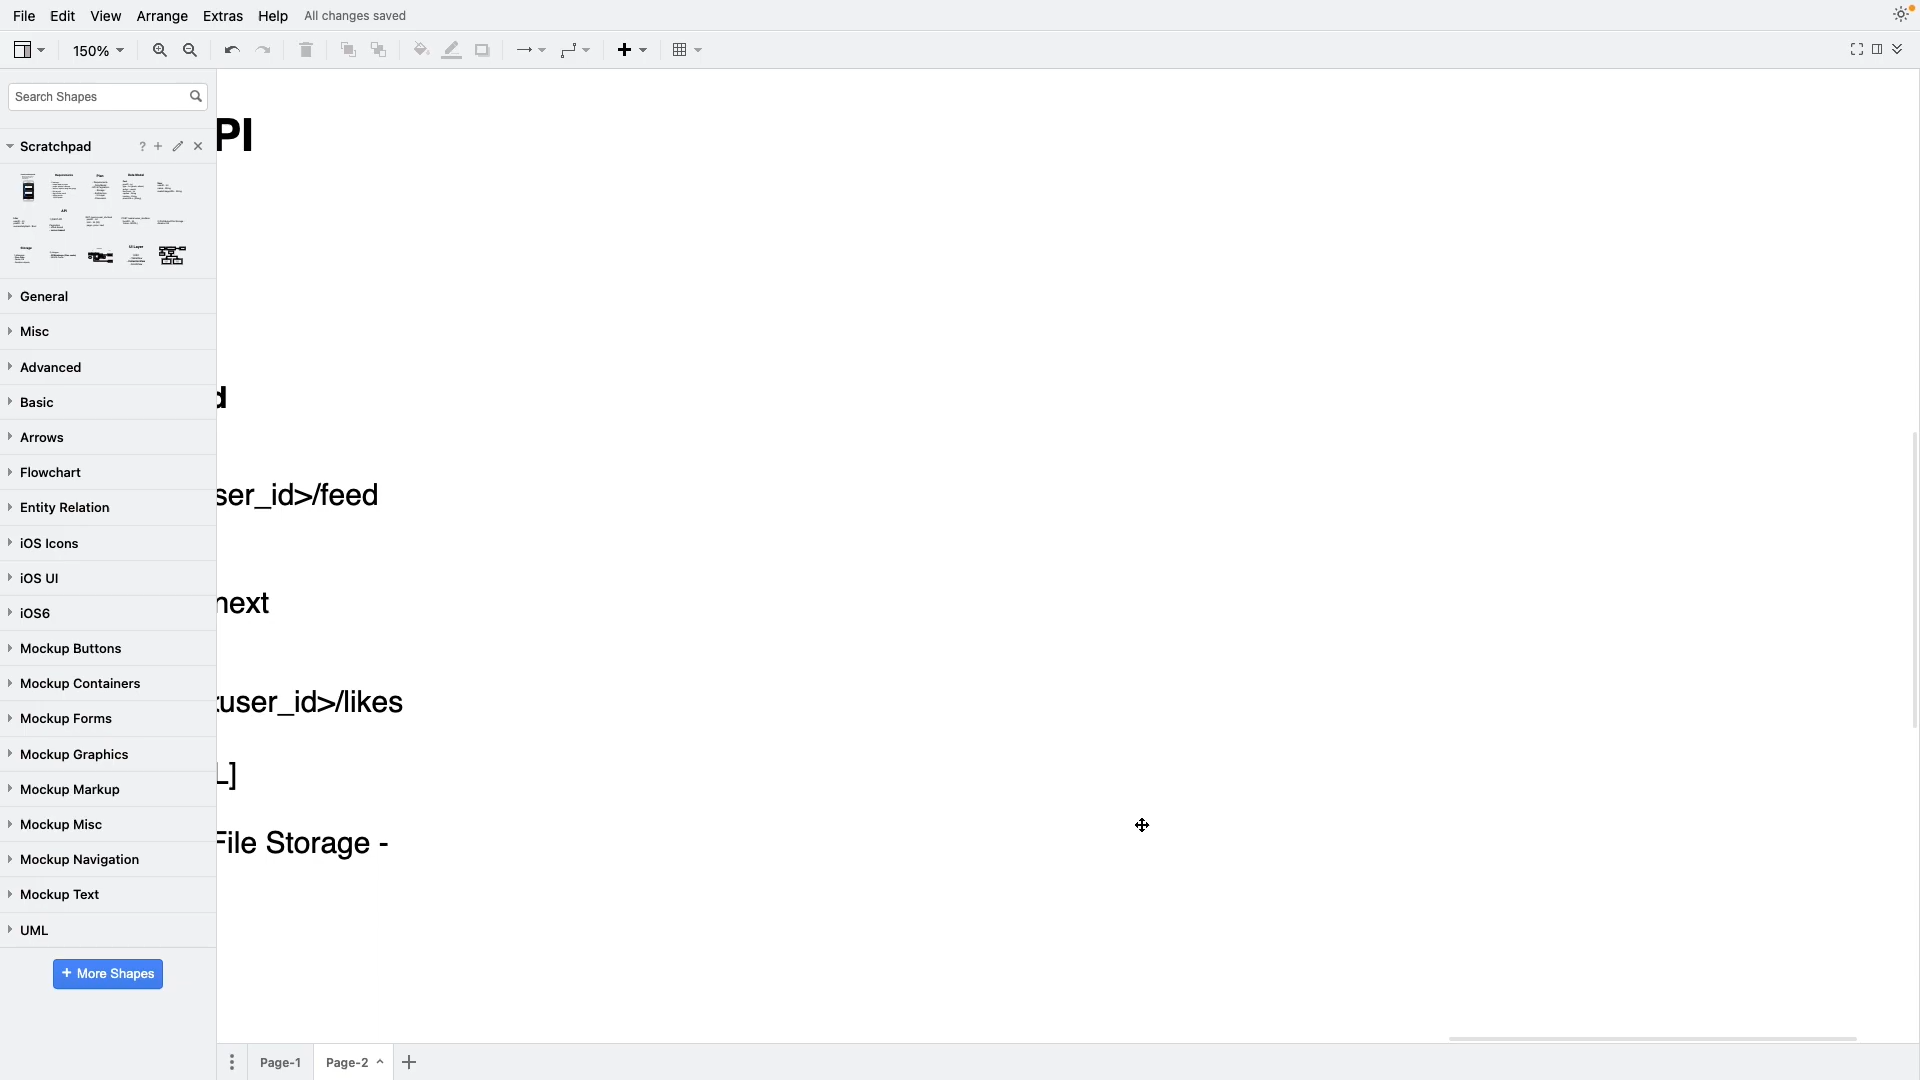 File Edit View Arrange Extras Help All changes saved
150%
Search Shapes
Scratchpad ? +
General
Misc
Advanced
Basic
Arrows
Flowchart
Entity Relation
iOS Icons
iOS UI
iOS6
Mockup Buttons
Mockup Containers
Mockup Forms
Mockup Graphics
Mockup Markup
Mockup Misc
Mockup Navigation
Mockup Text
UML
+ More Shapes
PI
d
ser_id>/feed
next
user_id>/likes
L]
File Storage -
Page-1 Page-2